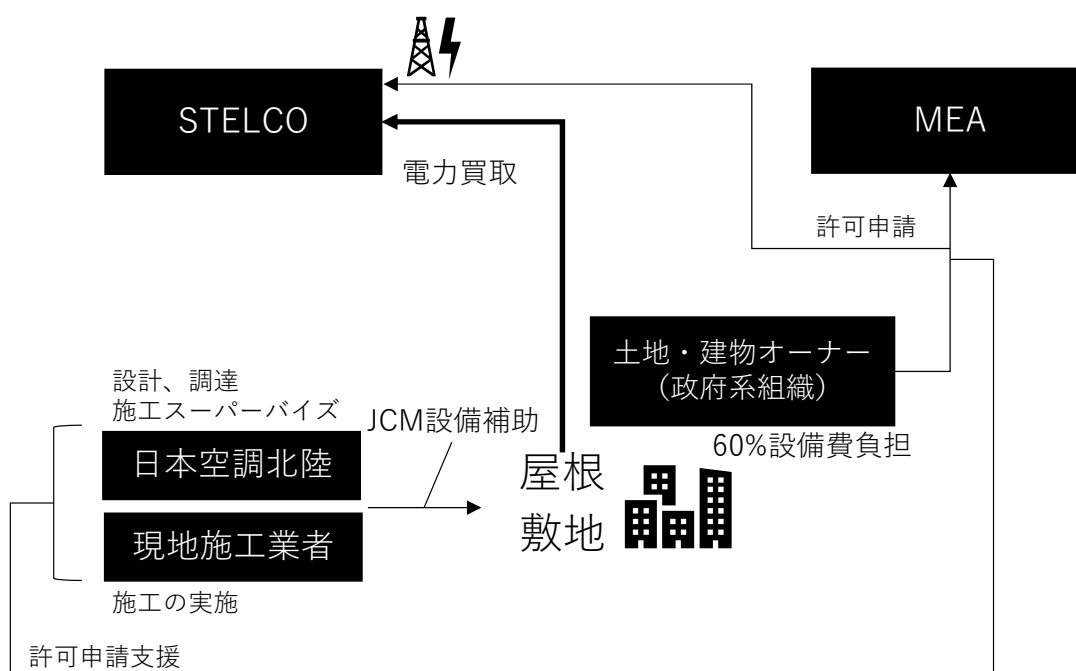 STELCO
MEA
電力買取
許可申請
土地・建物オーナー
（政府系組織）
60%設備費負担
設計、調達
施工スーパーバイズ
JCM設備補助
日本空調北陸
現地施工業者
屋根
敷地
施工の実施
許可申請支援